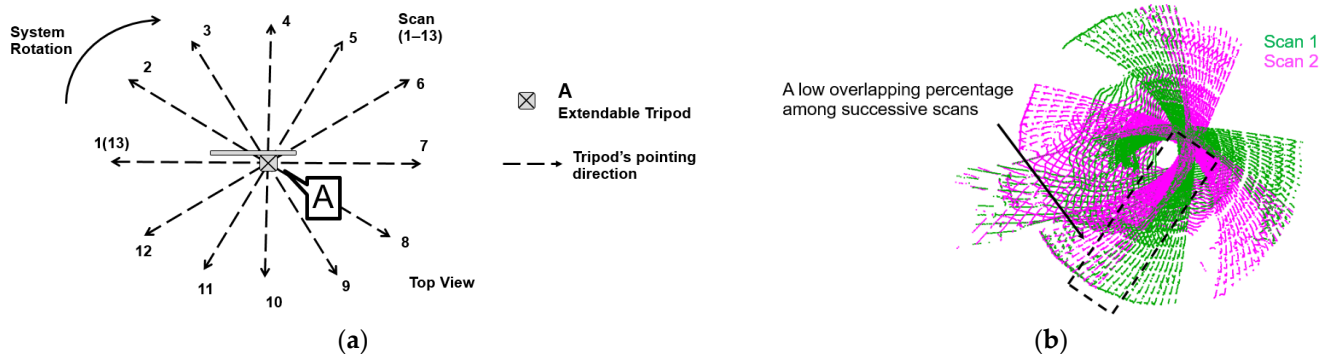 System
Rotation
3
4
Scan
(1–13)
5
2
6
1(13)
7
A
12
8
11
10
9
Top View
A
Extendable Tripod
Tripod's pointing
direction
(a)
Scan 1
Scan 2
A low overlapping percentage
among successive scans
(b)